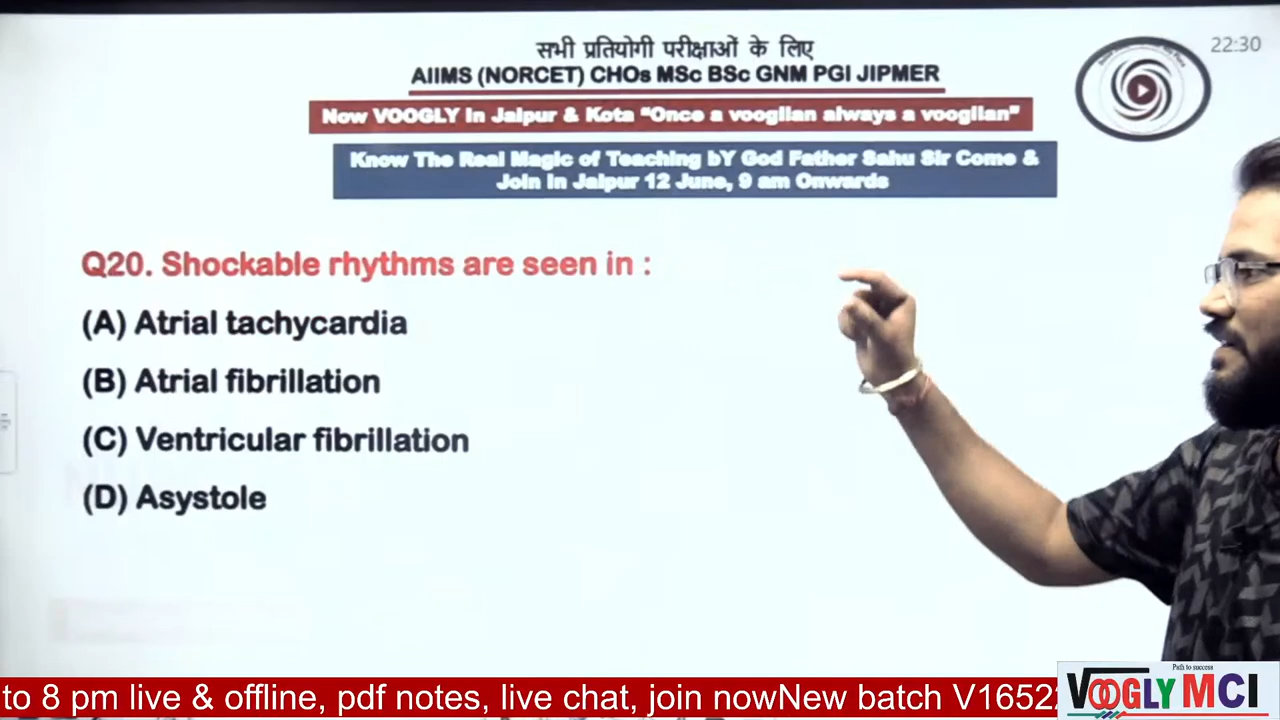 सभी प्रतियोगी परीक्षाओं के लिए
22:30
AIIMS (NORCET) CHOs MSc BSc GNM PGI JIPMER
Now VOOGLY In Jaipur & Kota “Once a vooglian always a vooglian”
Know The Real Magic of Teaching bY God Father Sahu Sir Come &
Join In Jaipur 12 June, 9 am Onwards
Q20. Shockable rhythms are seen in :
(A) Atrial tachycardia
(B) Atrial fibrillation
(C) Ventricular fibrillation
(D) Asystole
Path to success
VOOGLY MCI
to 8 pm live & offline, pdf notes, live chat, join nowNew batch V1652